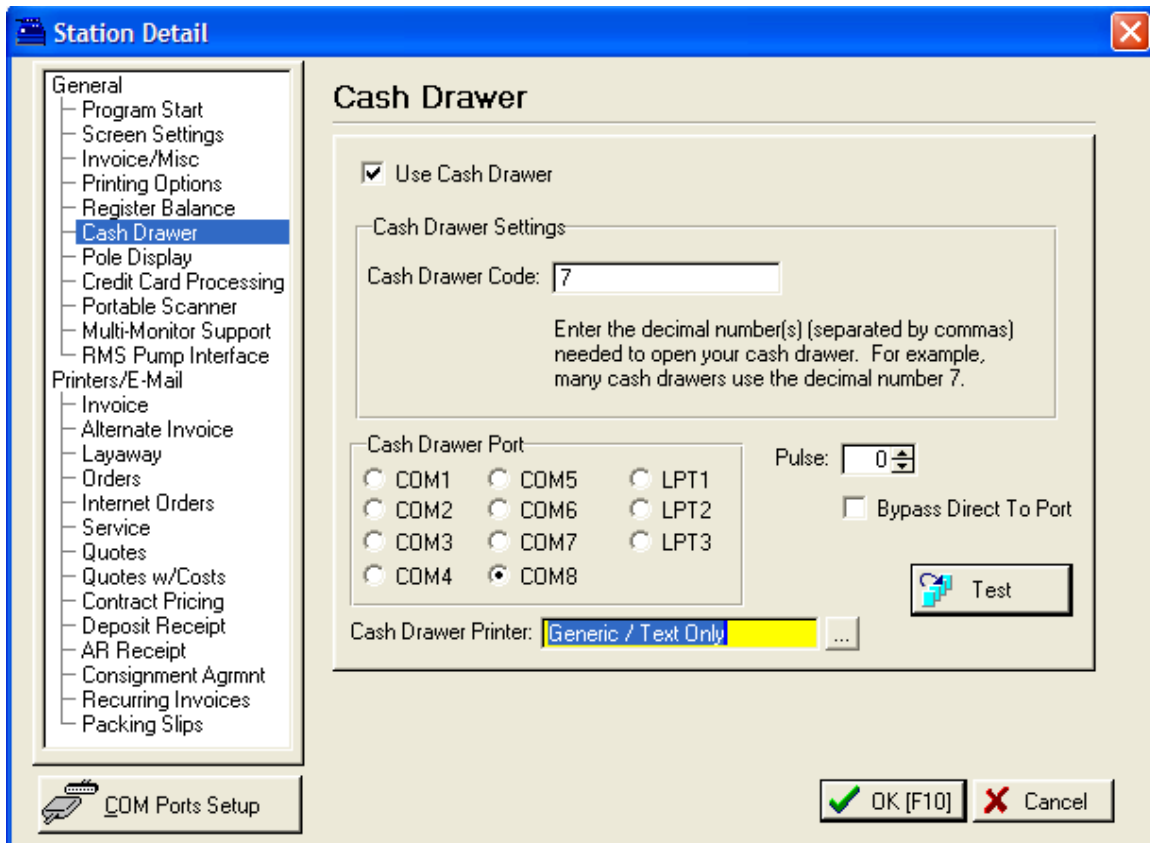 Station Detail
General
Program Start
Screen Settings
Invoice/Misc
Printing Options
Register Balance
Cash Drawer
Pole Display
Credit Card Processing
Portable Scanner
Multi-Monitor Support
RMS Pump Interface
Printers/E-Mail
Invoice
Alternate Invoice
Layaway
Orders
Internet Orders
Service
Quotes
Quotes w/Costs
Contract Pricing
Deposit Receipt
AR Receipt
Consignment Agrmnt
Recurring Invoices
Packing Slips
COM Ports Setup
Cash Drawer
Use Cash Drawer
Cash Drawer Settings
Cash Drawer Code: 7
Enter the decimal number(s) (separated by commas)
needed to open your cash drawer. For example,
many cash drawers use the decimal number 7.
Cash Drawer Port
COM1 COM5 LPT1
COM2 COM6 LPT2
COM3 COM7 LPT3
COM4 COM8
Pulse: 0
Bypass Direct To Port
Test
Cash Drawer Printer: Generic / Text Only ...
OK [F10] Cancel